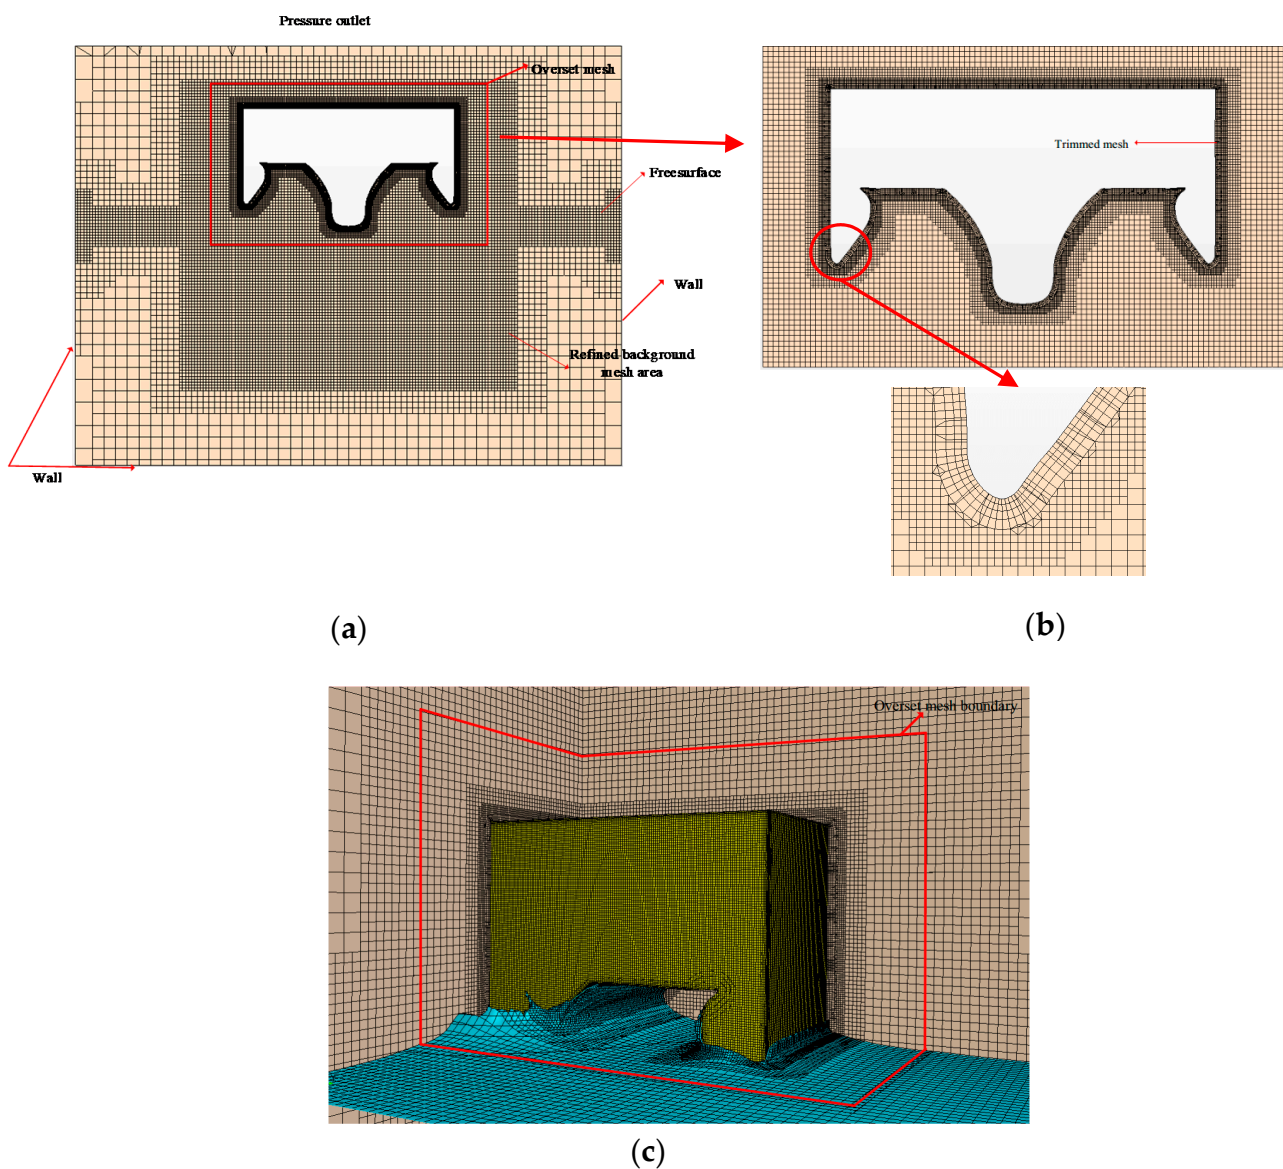 Pressure outlet
Overset mesh
Trimmed mesh
Freesurface
Wall
Refined background
mesh area
Wall
(a)
(b)
Overset mesh boundary
(c)